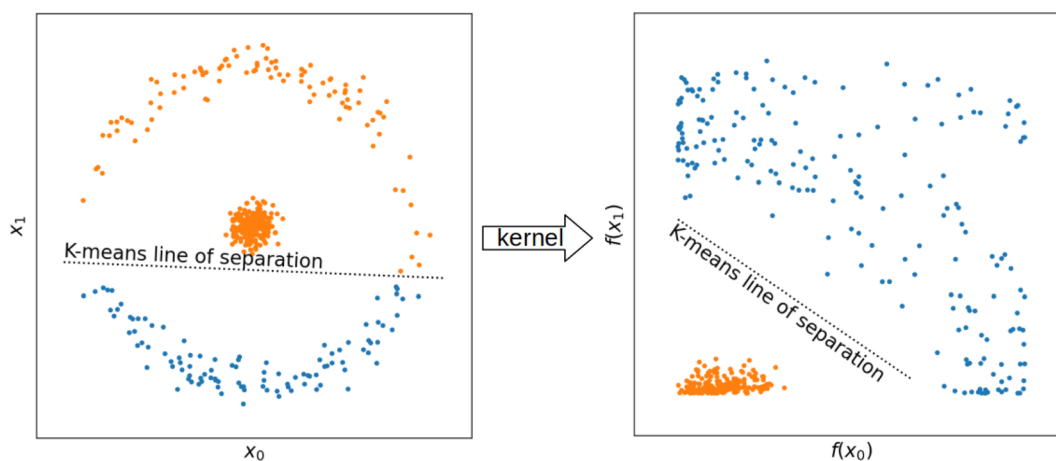 x₁
K-means line of separation
x₀
kernel
f(x₁)
K-means line of separation
f(x₀)